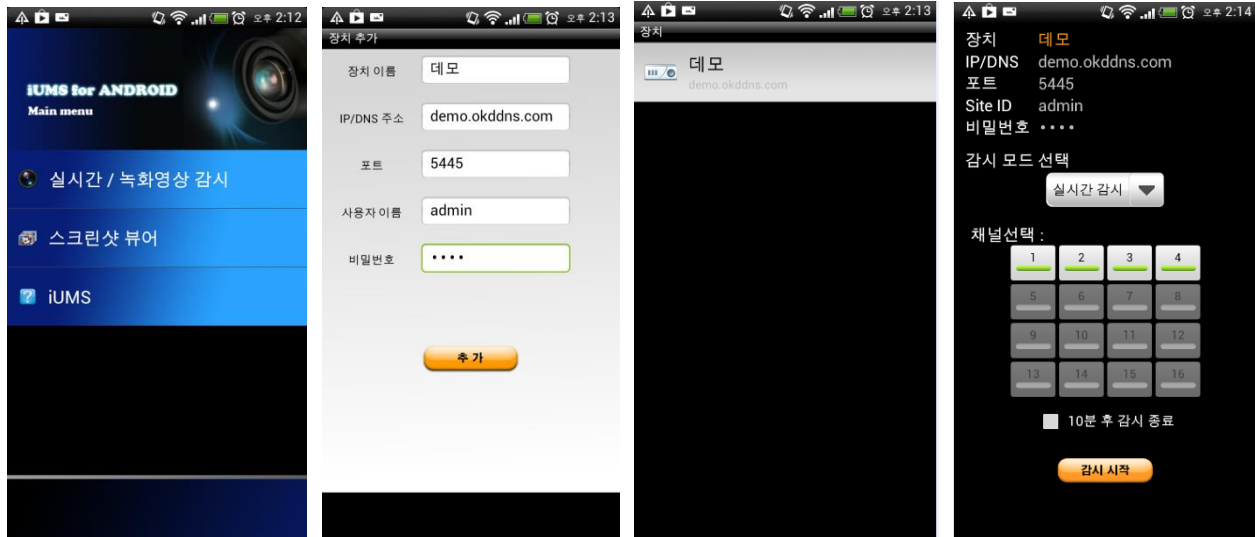 오후 2:12
iUMS for ANDROID
Main menu
실시간 / 녹화영상 감시
스크린샷 뷰어
iUMS
오후 2:13
장치 추가
장치 이름 데모
IP/DNS 주소 demo.okddns.com
포트 5445
사용자 이름 admin
비밀번호 ••••
추 가
오후 2:13
장치
데모
demo.okddns.com
오후 2:14
장치 데모
IP/DNS demo.okddns.com
포트 5445
Site ID admin
비밀번호 ••••
감시 모드 선택
실시간 감시
채널선택 :
1 2 3 4
5 6 7 8
9 10 11 12
13 14 15 16
10분 후 감시 종료
감시 시작